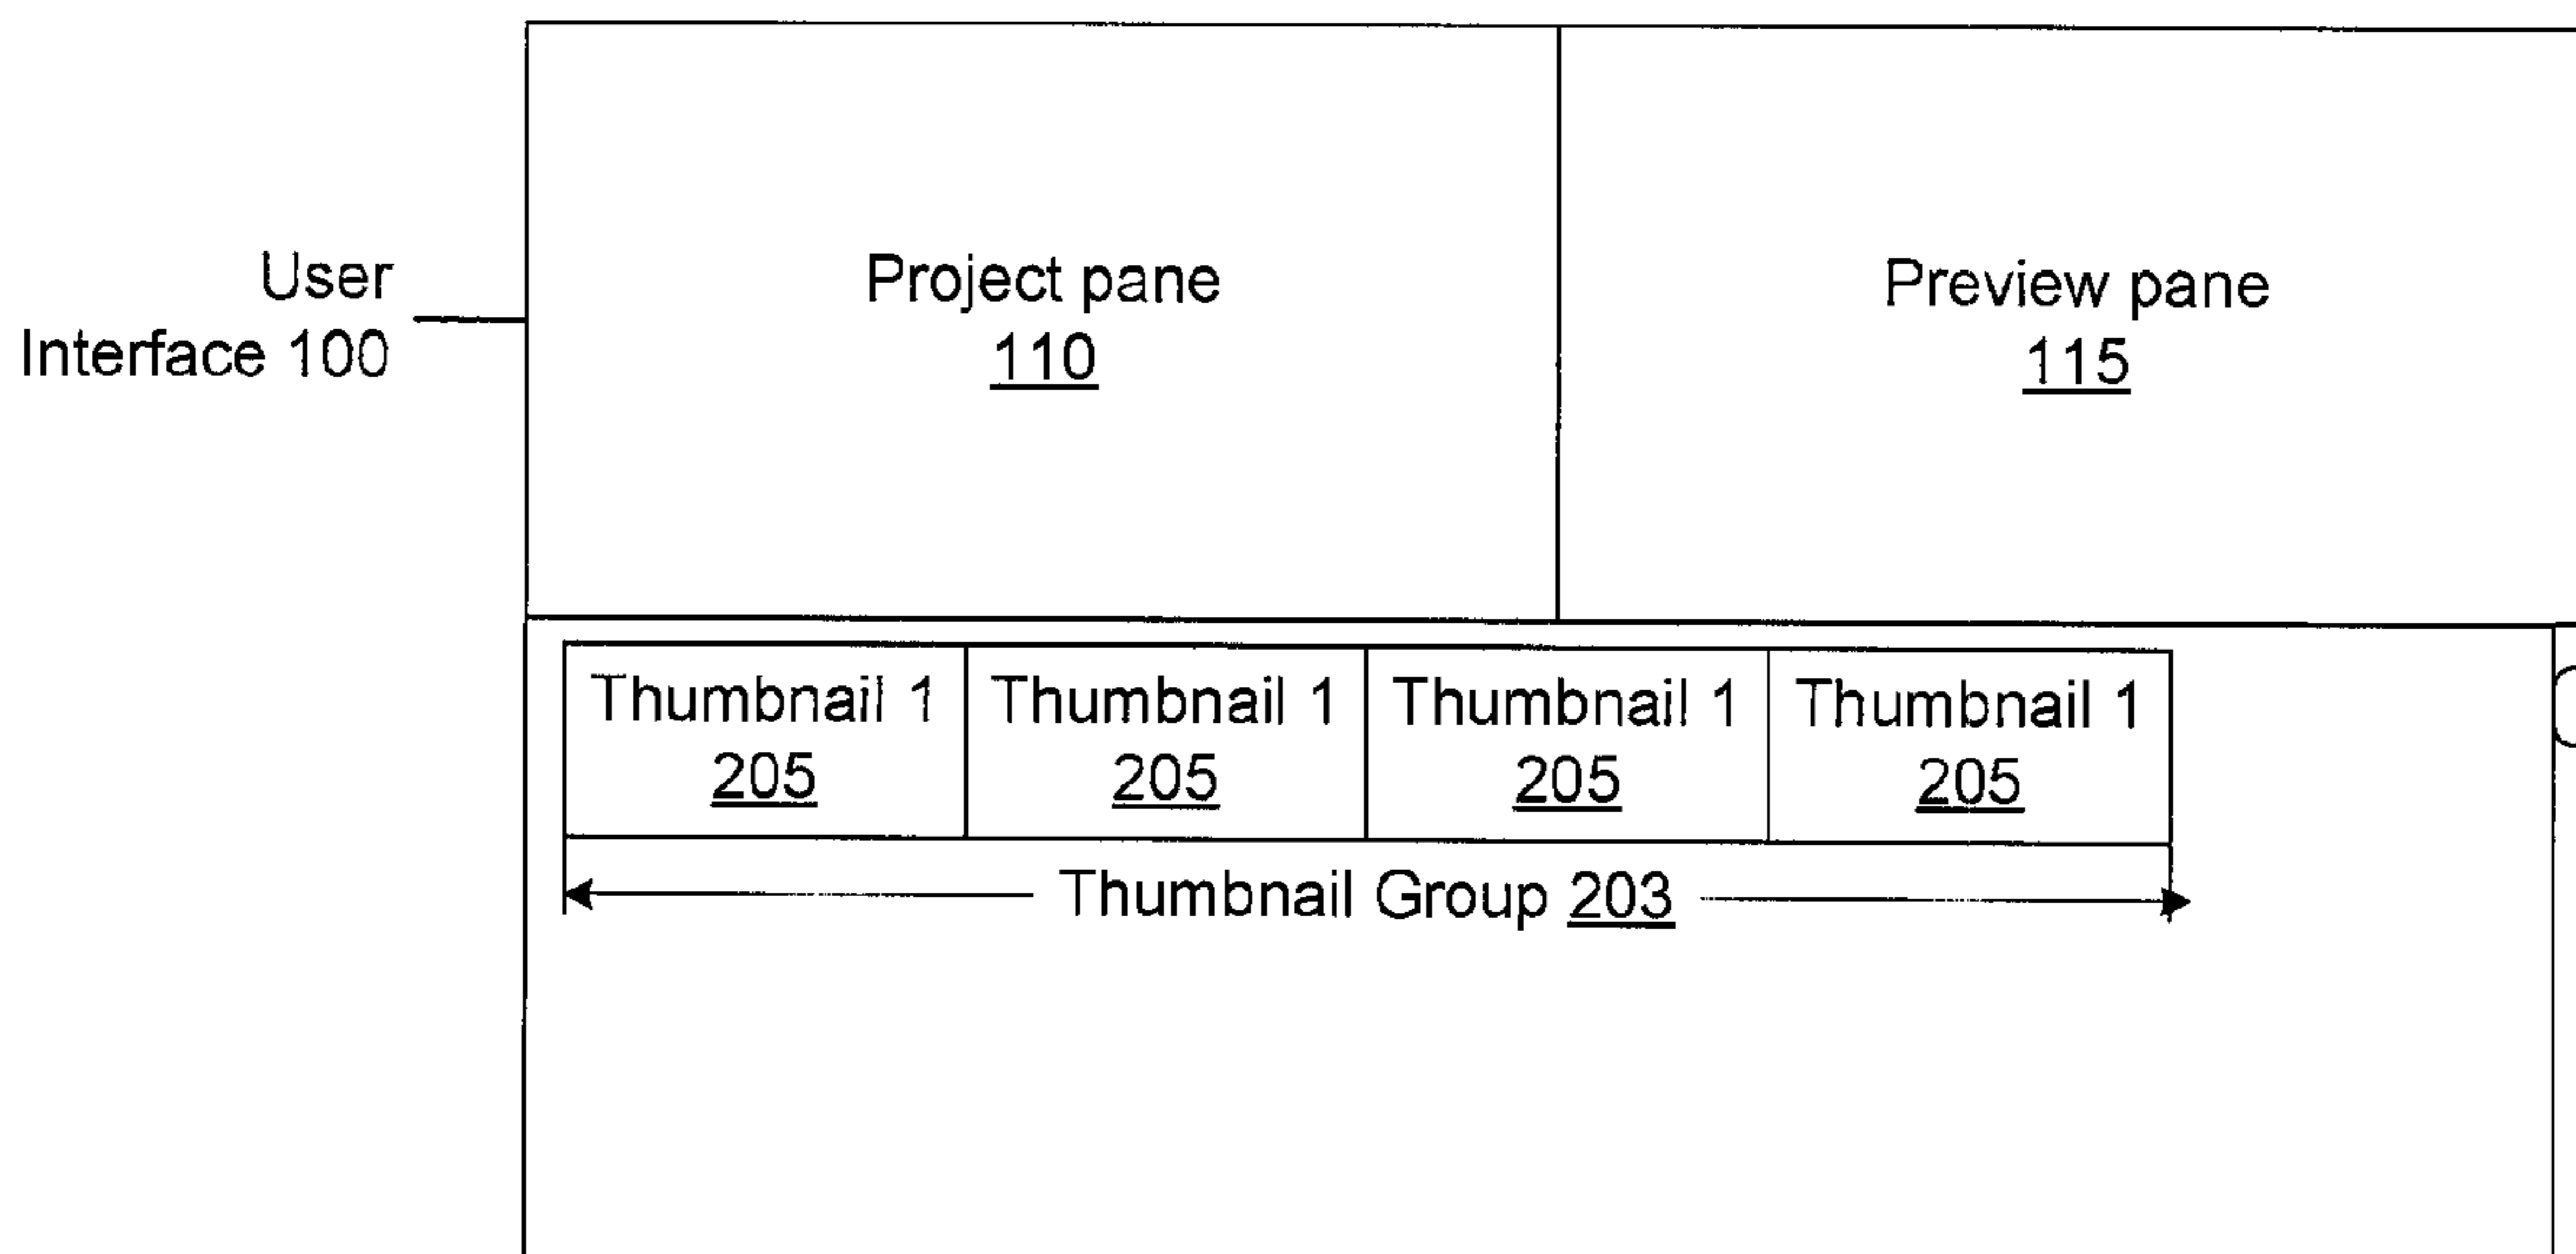 User
Interface 100
Project pane
110
Preview pane
115
Thumbnail 1
205
Thumbnail 1
205
Thumbnail 1
205
Thumbnail 1
205
Thumbnail Group 203